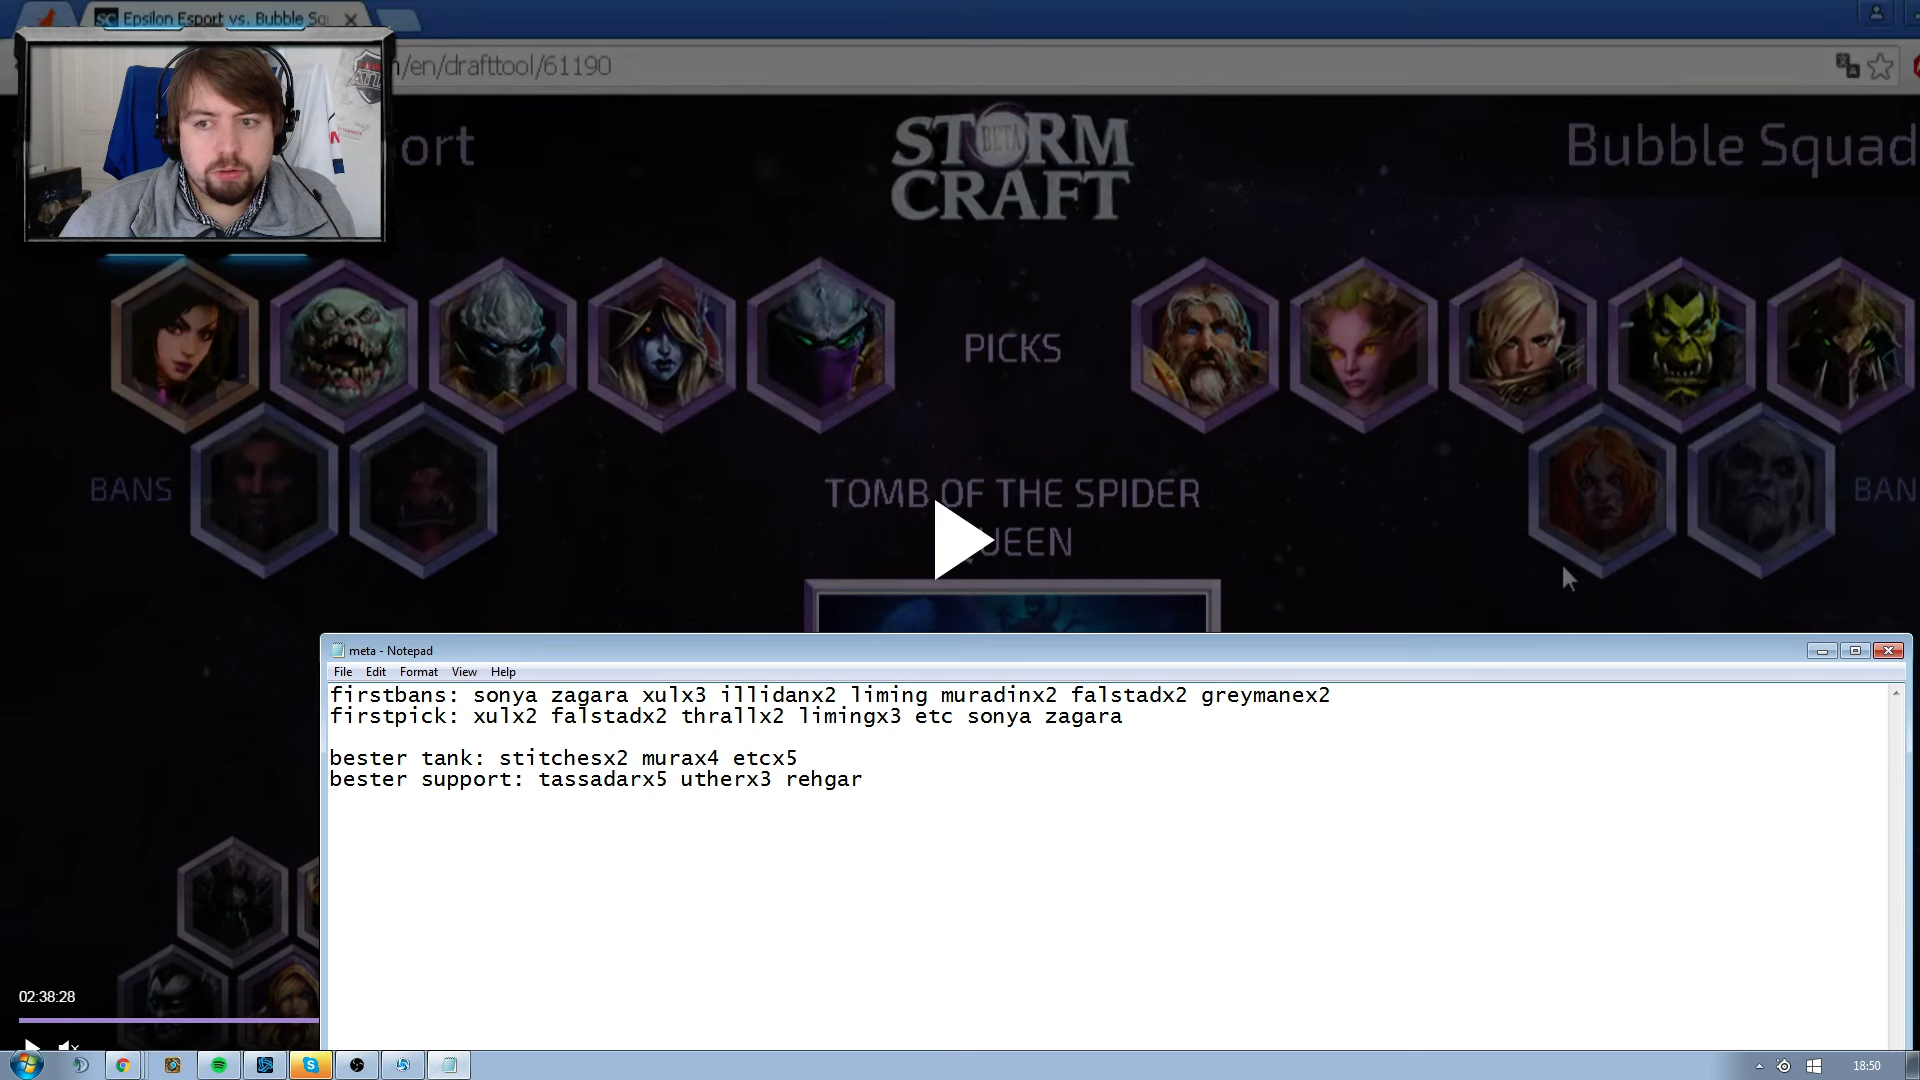 SC Epsilon Esport vs. Bubble Sq
/en/drafttool/61190
ort
STORM
BETA
CRAFT
Bubble Squad
PICKS
BANS
BAN
TOMB OF THE SPIDER
UEEN
meta - Notepad
File Edit Format View Help
firstbans: sonya zagara xulx3 illidanx2 liming muradinx2 falstadx2 greymanex2
firstpick: xulx2 falstadx2 thrallx2 limingx3 etc sonya zagara
bester tank: stitchesx2 murax4 etcx5
bester support: tassadarx5 utherx3 rehgar
02:38:28
18:50